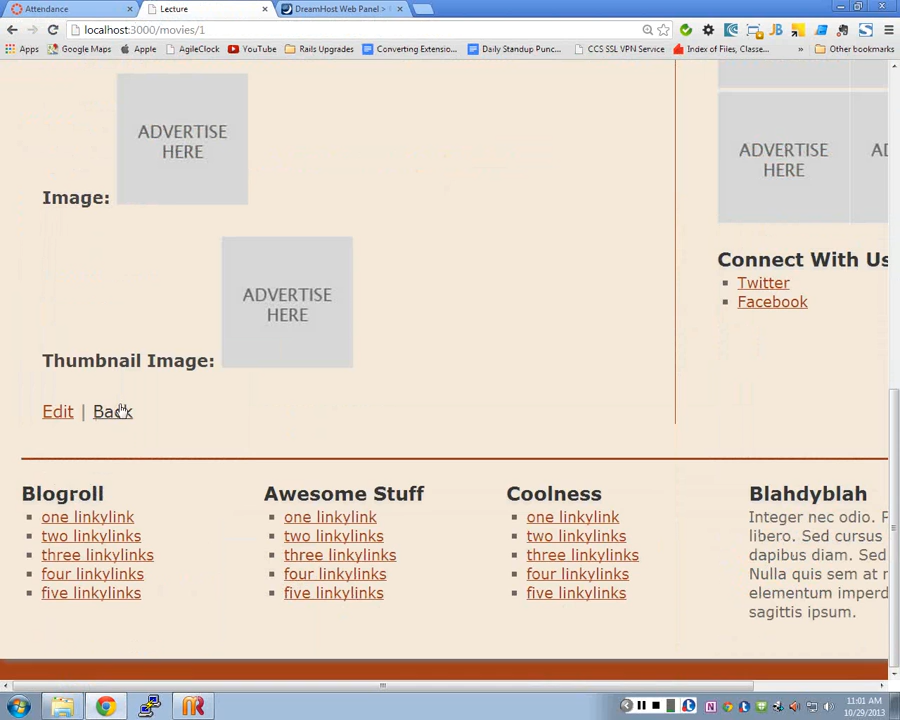 Attendance
Lecture
DreamHost Web Panel >
localhost:3000/movies/1
Apps
Google Maps
Apple
AgileClock
YouTube
Rails Upgrades
Converting Extensio...
Daily Standup Punc...
CCS SSL VPN Service
Index of /Files, Classe...
»
Other bookmarks
ADVERTISE
HERE
Image:
ADVERTISE
HERE
Thumbnail Image:
Edit | Back
ADVERTISE
HERE
AD
Connect With Us
Twitter
Facebook
Blogroll
one linkylink
two linkylinks
three linkylinks
four linkylinks
five linkylinks
Awesome Stuff
one linkylink
two linkylinks
three linkylinks
four linkylinks
five linkylinks
Coolness
one linkylink
two linkylinks
three linkylinks
four linkylinks
five linkylinks
Blahdyblah
Integer nec odio. P
libero. Sed cursus
dapibus diam. Sed
Nulla quis sem at n
elementum imperd
sagittis ipsum.
11:01 AM
10/29/2013